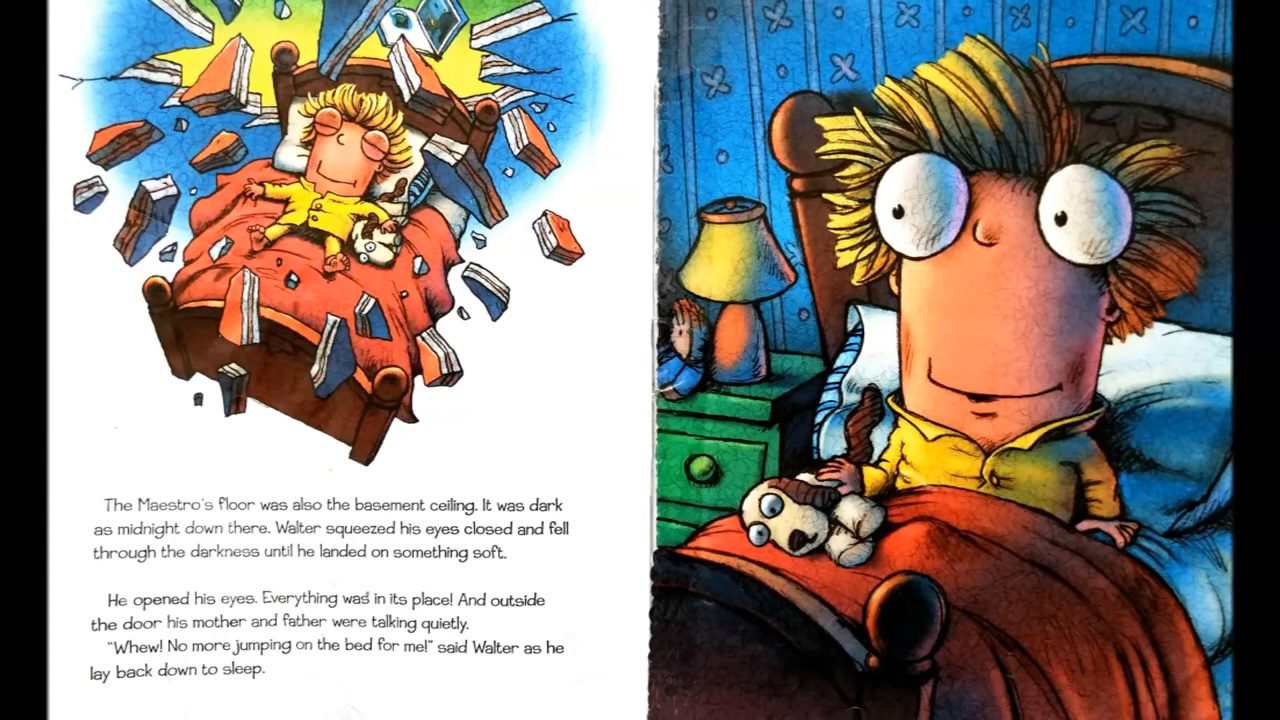 The Maestro's floor was also the basement ceiling. It was dark
as midnight down there. Walter squeezed his eyes closed and fell
through the darkness until he landed on something soft.
He opened his eyes. Everything was in its place! And outside
the door his mother and father were talking quietly.
"Whew! No more jumping on the bed for me!" said Walter as he
lay back down to sleep.